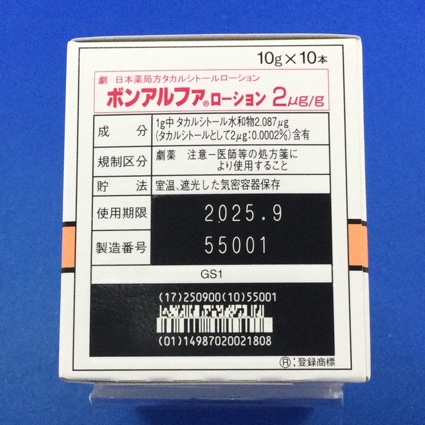 10g×10本
劇 日本薬局方タカルシトールローション
ボンアルファ®ローション 2μg/g
成分 1g中 タカルシトール水和物2.087μg
(タカルシトールとして2μg:0.0002%)含有
規制区分 劇薬 注意-医師等の処方箋に
より使用すること
貯法 室温、遮光した気密容器保存
使用期限 2025.9
製造番号 55001
GS1
(17)250900(10)55001
(01)14987020021808
Ⓡ:登録商標